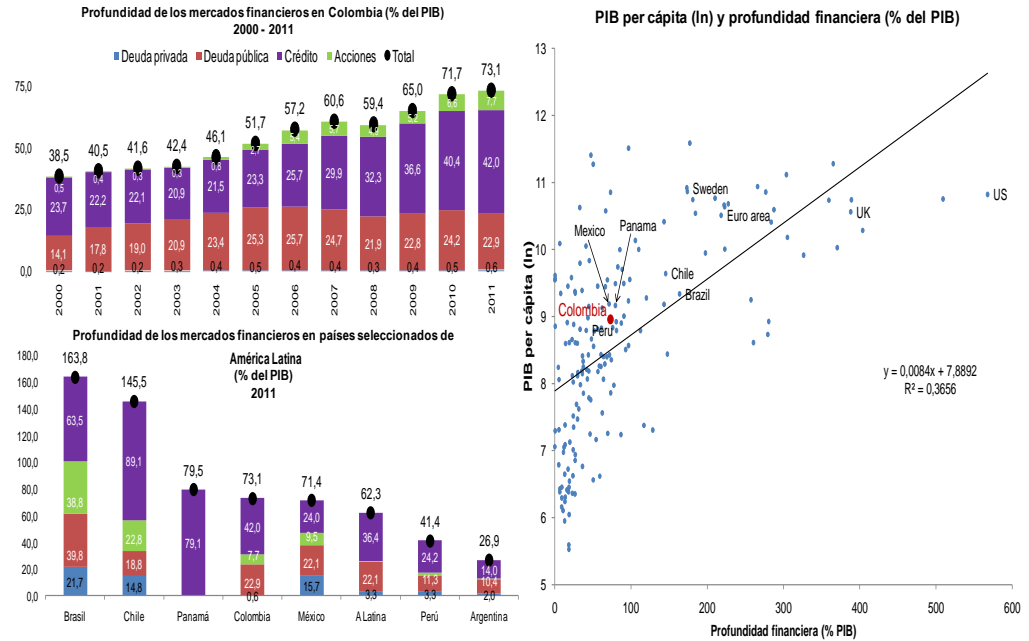 Profundidad de los mercados financieros en Colombia (% del PIB)
2000 - 2011
Deuda privada Deuda pública Crédito Acciones Total
75,0
50,0
25,0
0,0
38,5 40,5 41,6 42,4 46,1 51,7 57,2 60,6 59,4 65,0 71,7 73,1
0,5 0,4 0,3 0,3 0,8 2,7 5,4 5,7 4,9 5,2 6,6 7,7
23,7 22,2 22,1 20,9 21,5 23,3 25,7 29,9 32,3 36,6 40,4 42,0
14,1 17,8 19,0 20,9 23,4 25,3 25,7 24,7 21,9 22,8 24,2 22,9
0,2 0,2 0,2 0,3 0,4 0,5 0,4 0,4 0,3 0,4 0,5 0,6
2000 2001 2002 2003 2004 2005 2006 2007 2008 2009 2010 2011
Profundidad de los mercados financieros en países seleccionados de
América Latina
(% del PIB)
2011
180,0
160,0
140,0
120,0
100,0
80,0
60,0
40,0
20,0
0,0
163,8 145,5 79,5 73,1 71,4 62,3 41,4 26,9
63,5 89,1 79,1 42,0 24,0 36,4 24,2 14,0
38,8 22,8 7,7 9,5
39,8 18,8 22,9 22,1 22,1 11,3 10,4
21,7 14,8 0,6 15,7 3,3 3,3 2,0
Brasil Chile Panamá Colombia México A Latina Perú Argentina
PIB per cápita (ln) y profundidad financiera (% del PIB)
PIB per cápita (ln)
13
12
11
10
9
8
7
6
5
Sweden
US
Euro area
UK
Mexico
Panama
Chile
Brazil
Colombia
Peru
y = 0,0084x + 7,8892
R² = 0,3656
0 100 200 300 400 500 600
Profundidad financiera (% PIB)